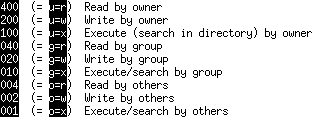 400 (= u=r) Read by owner
200 (= u=w) Write by owner
100 (= u=x) Execute (search in directory) by owner
040 (= g=r) Read by group
020 (= g=w) Write by group
010 (= g=x) Execute/search by group
004 (= o=r) Read by others
002 (= o=w) Write by others
001 (= o=x) Execute/search by others